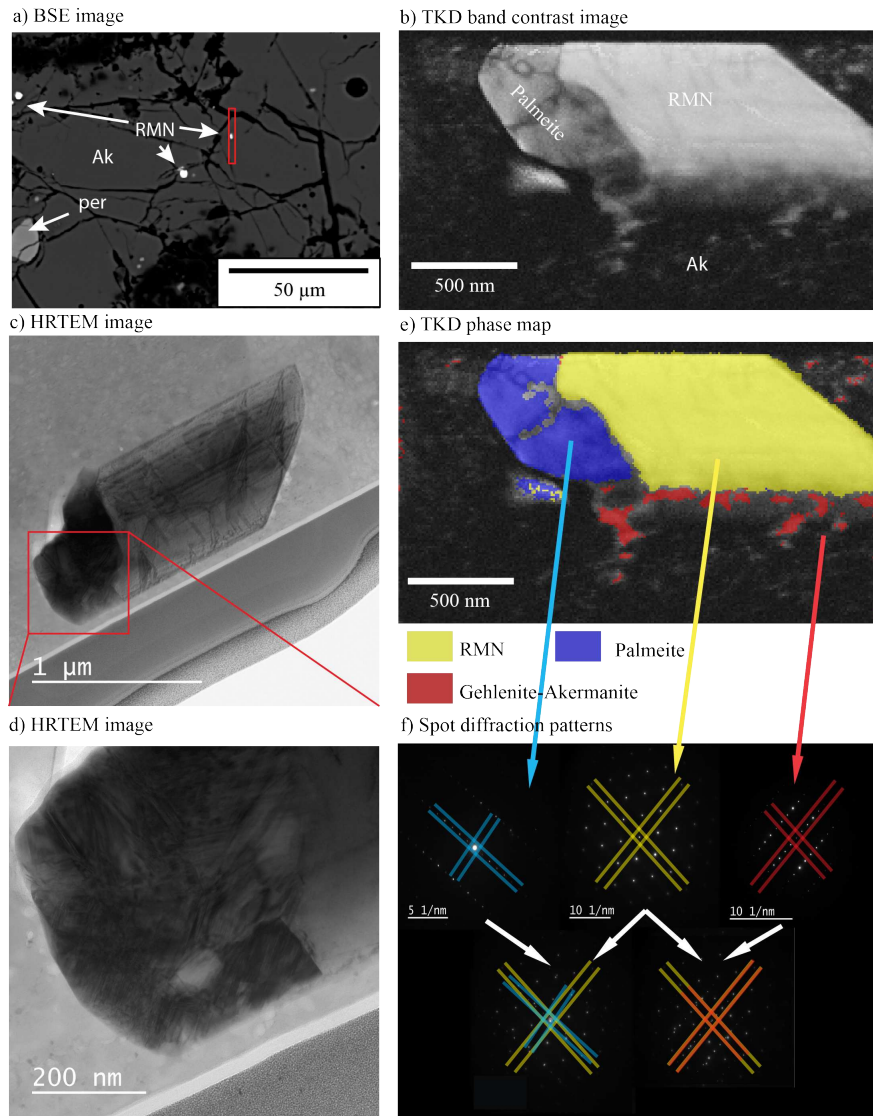 a) BSE image
RMN
Ak
per
50 µm
b) TKD band contrast image
Palmeite
RMN
500 nm
Ak
c) HRTEM image
1 µm
e) TKD phase map
500 nm
RMN
Palmeite
Gehlenite-Akermanite
d) HRTEM image
200 nm
f) Spot diffraction patterns
5 1/nm
10 1/nm
10 1/nm